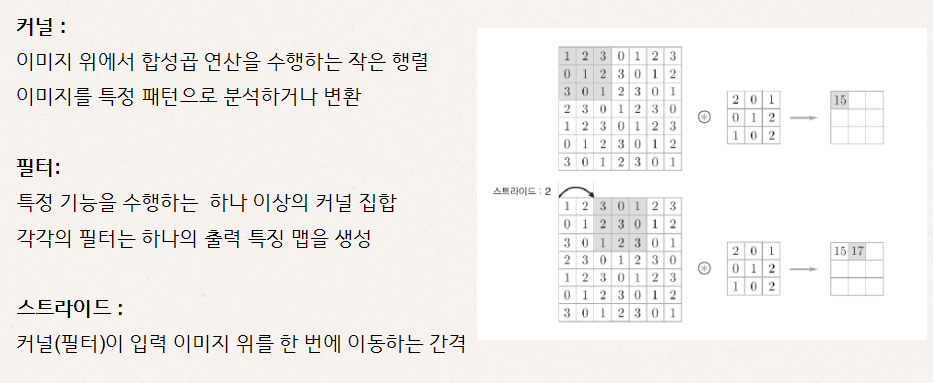 커널 :
이미지 위에서 합성곱 연산을 수행하는 작은 행렬
이미지를 특정 패턴으로 분석하거나 변환
필터:
특정 기능을 수행하는 하나 이상의 커널 집합
각각의 필터는 하나의 출력 특징 맵을 생성
스트라이드 :
커널(필터)이 입력 이미지 위를 한 번에 이동하는 간격
1 2 3 0 1 2 3
0 1 2 3 0 1 2
3 0 1 2 3 0 1
2 3 0 1 2 3 0
1 2 3 0 1 2 3
0 1 2 3 0 1 2
3 0 1 2 3 0 1
2 0 1
0 1 2
1 0 2
15
스트라이드 : 2
1 2 3 0 1 2 3
0 1 2 3 0 1 2
3 0 1 2 3 0 1
2 3 0 1 2 3 0
1 2 3 0 1 2 3
0 1 2 3 0 1 2
3 0 1 2 3 0 1
2 0 1
0 1 2
1 0 2
15 17